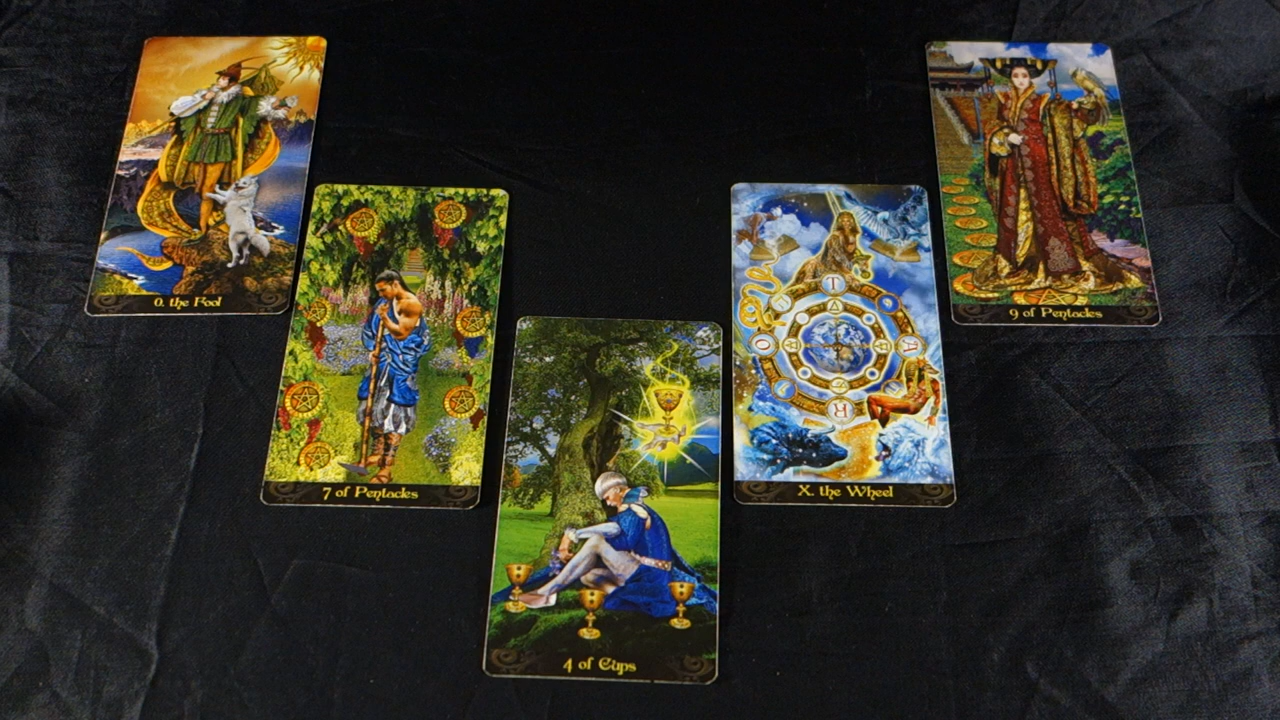 0. the Fool
7 of Pentacles
4 of Cups
X. the Wheel
9 of Pentacles
T
A
R
O